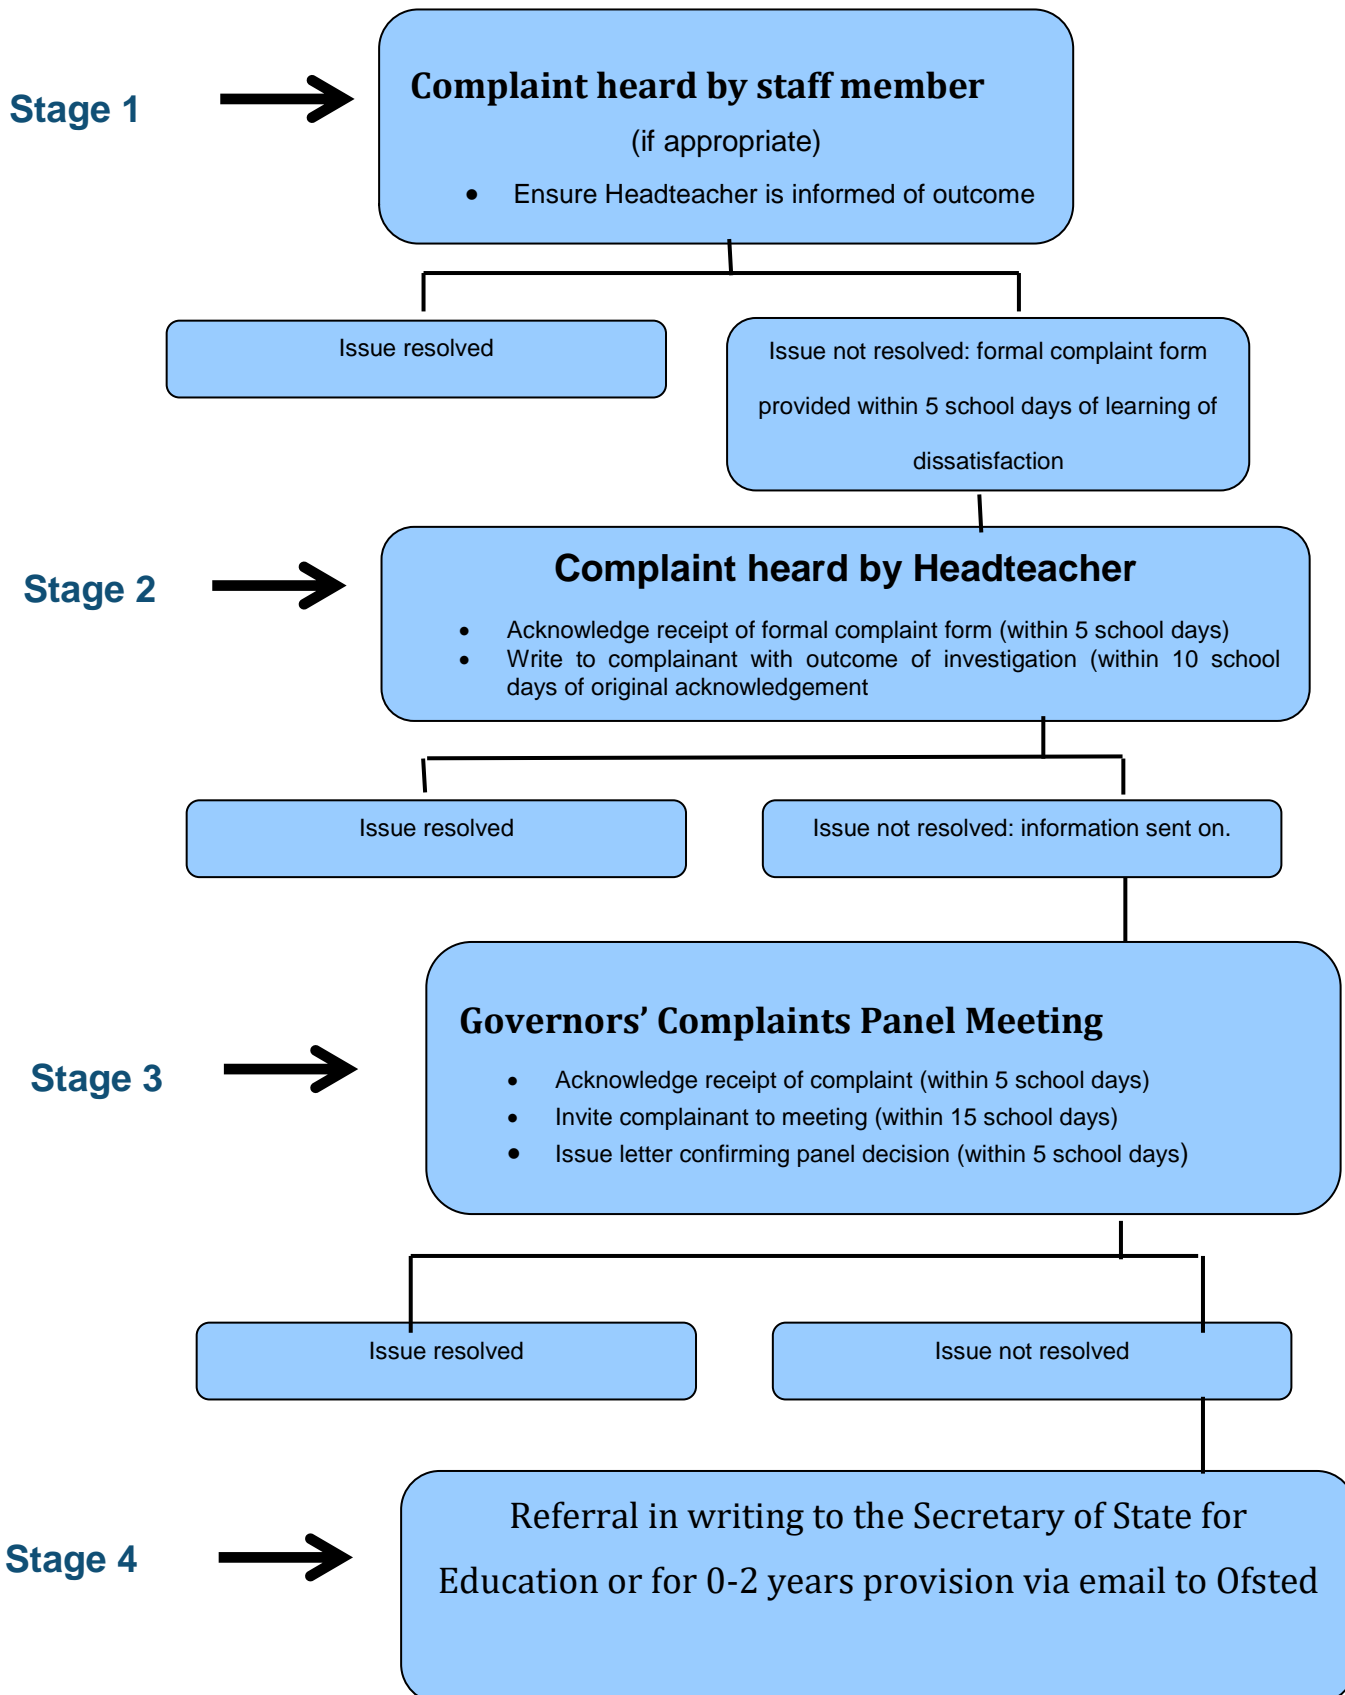 Stage 1
Complaint heard by staff member
(if appropriate)
• Ensure Headteacher is informed of outcome
Issue resolved
Issue not resolved: formal complaint form
provided within 5 school days of learning of
dissatisfaction
Stage 2
Complaint heard by Headteacher
• Acknowledge receipt of formal complaint form (within 5 school days)
• Write to complainant with outcome of investigation (within 10 school
days of original acknowledgement
Issue resolved
Issue not resolved: information sent on.
Stage 3
Governors’ Complaints Panel Meeting
• Acknowledge receipt of complaint (within 5 school days)
• Invite complainant to meeting (within 15 school days)
• Issue letter confirming panel decision (within 5 school days)
Issue resolved
Issue not resolved
Stage 4
Referral in writing to the Secretary of State for
Education or for 0-2 years provision via email to Ofsted